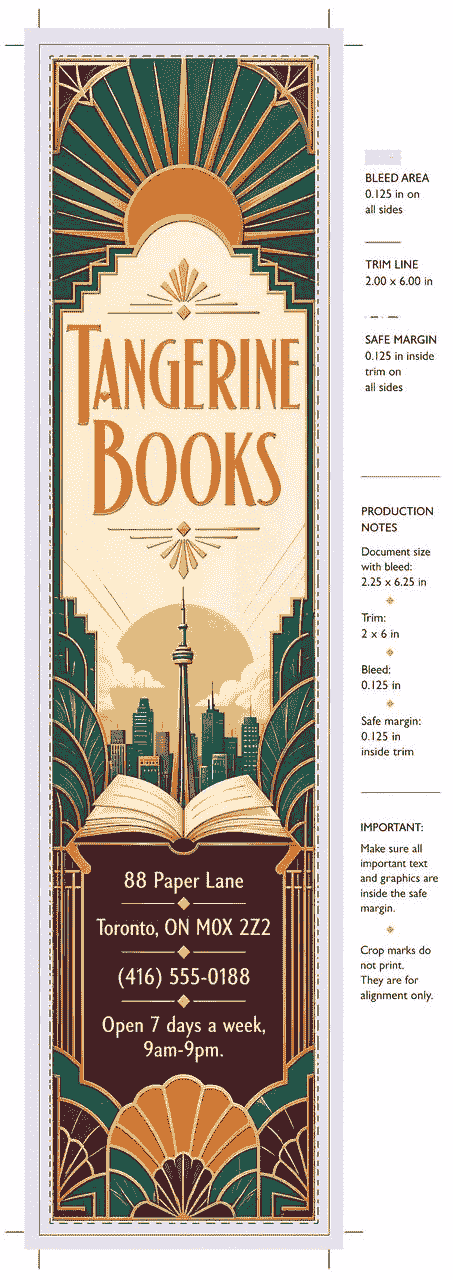 TANGERINE
BOOKS
88 Paper Lane
Toronto, ON M0X 2Z2
(416) 555-0188
Open 7 days a week,
9am-9pm.
BLEED AREA
0.125 in on
all sides
TRIM LINE
2.00 x 6.00 in
SAFE MARGIN
0.125 in inside
trim on
all sides
PRODUCTION
NOTES
Document size
with bleed:
2.25 x 6.25 in
Trim:
2 x 6 in
Bleed:
0.125 in
Safe margin:
0.125 in
inside trim
IMPORTANT:
Make sure all
important text
and graphics are
inside the safe
margin.
Crop marks do
not print.
They are for
alignment only.